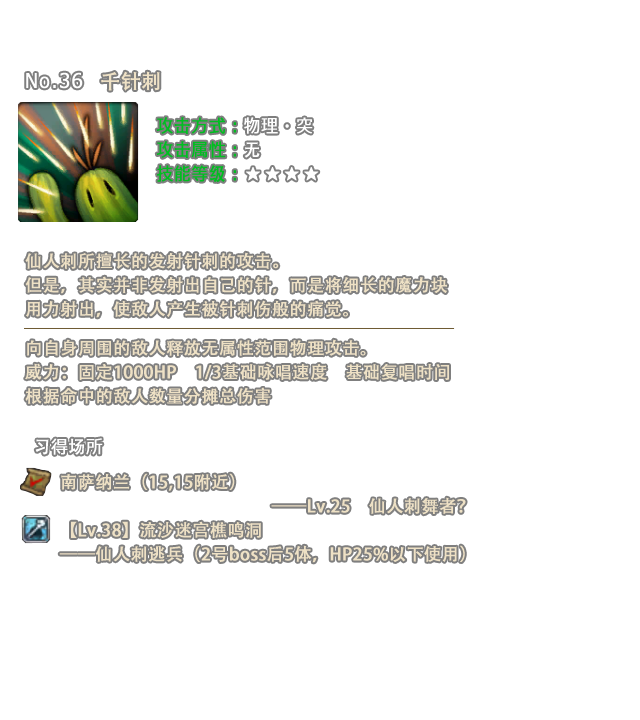 No.36 千针刺
攻击方式：物理·突
攻击属性：无
技能等级：☆☆☆☆
仙人刺所擅长的发射针刺的攻击。
但是，其实并非发射出自己的针，而是将细长的魔力块
用力射出，使敌人产生被针刺伤般的痛觉。
向自身周围的敌人释放无属性范围物理攻击。
威力：固定1000HP 1/3基础咏唱速度 基础复唱时间
根据命中的敌人数量分摊总伤害
习得场所
南萨纳兰（15,15附近）
——Lv.25 仙人刺舞者？
【Lv.38】流沙迷宫樵鸣洞
——仙人刺逃兵（2号boss后5体，HP25%以下使用）